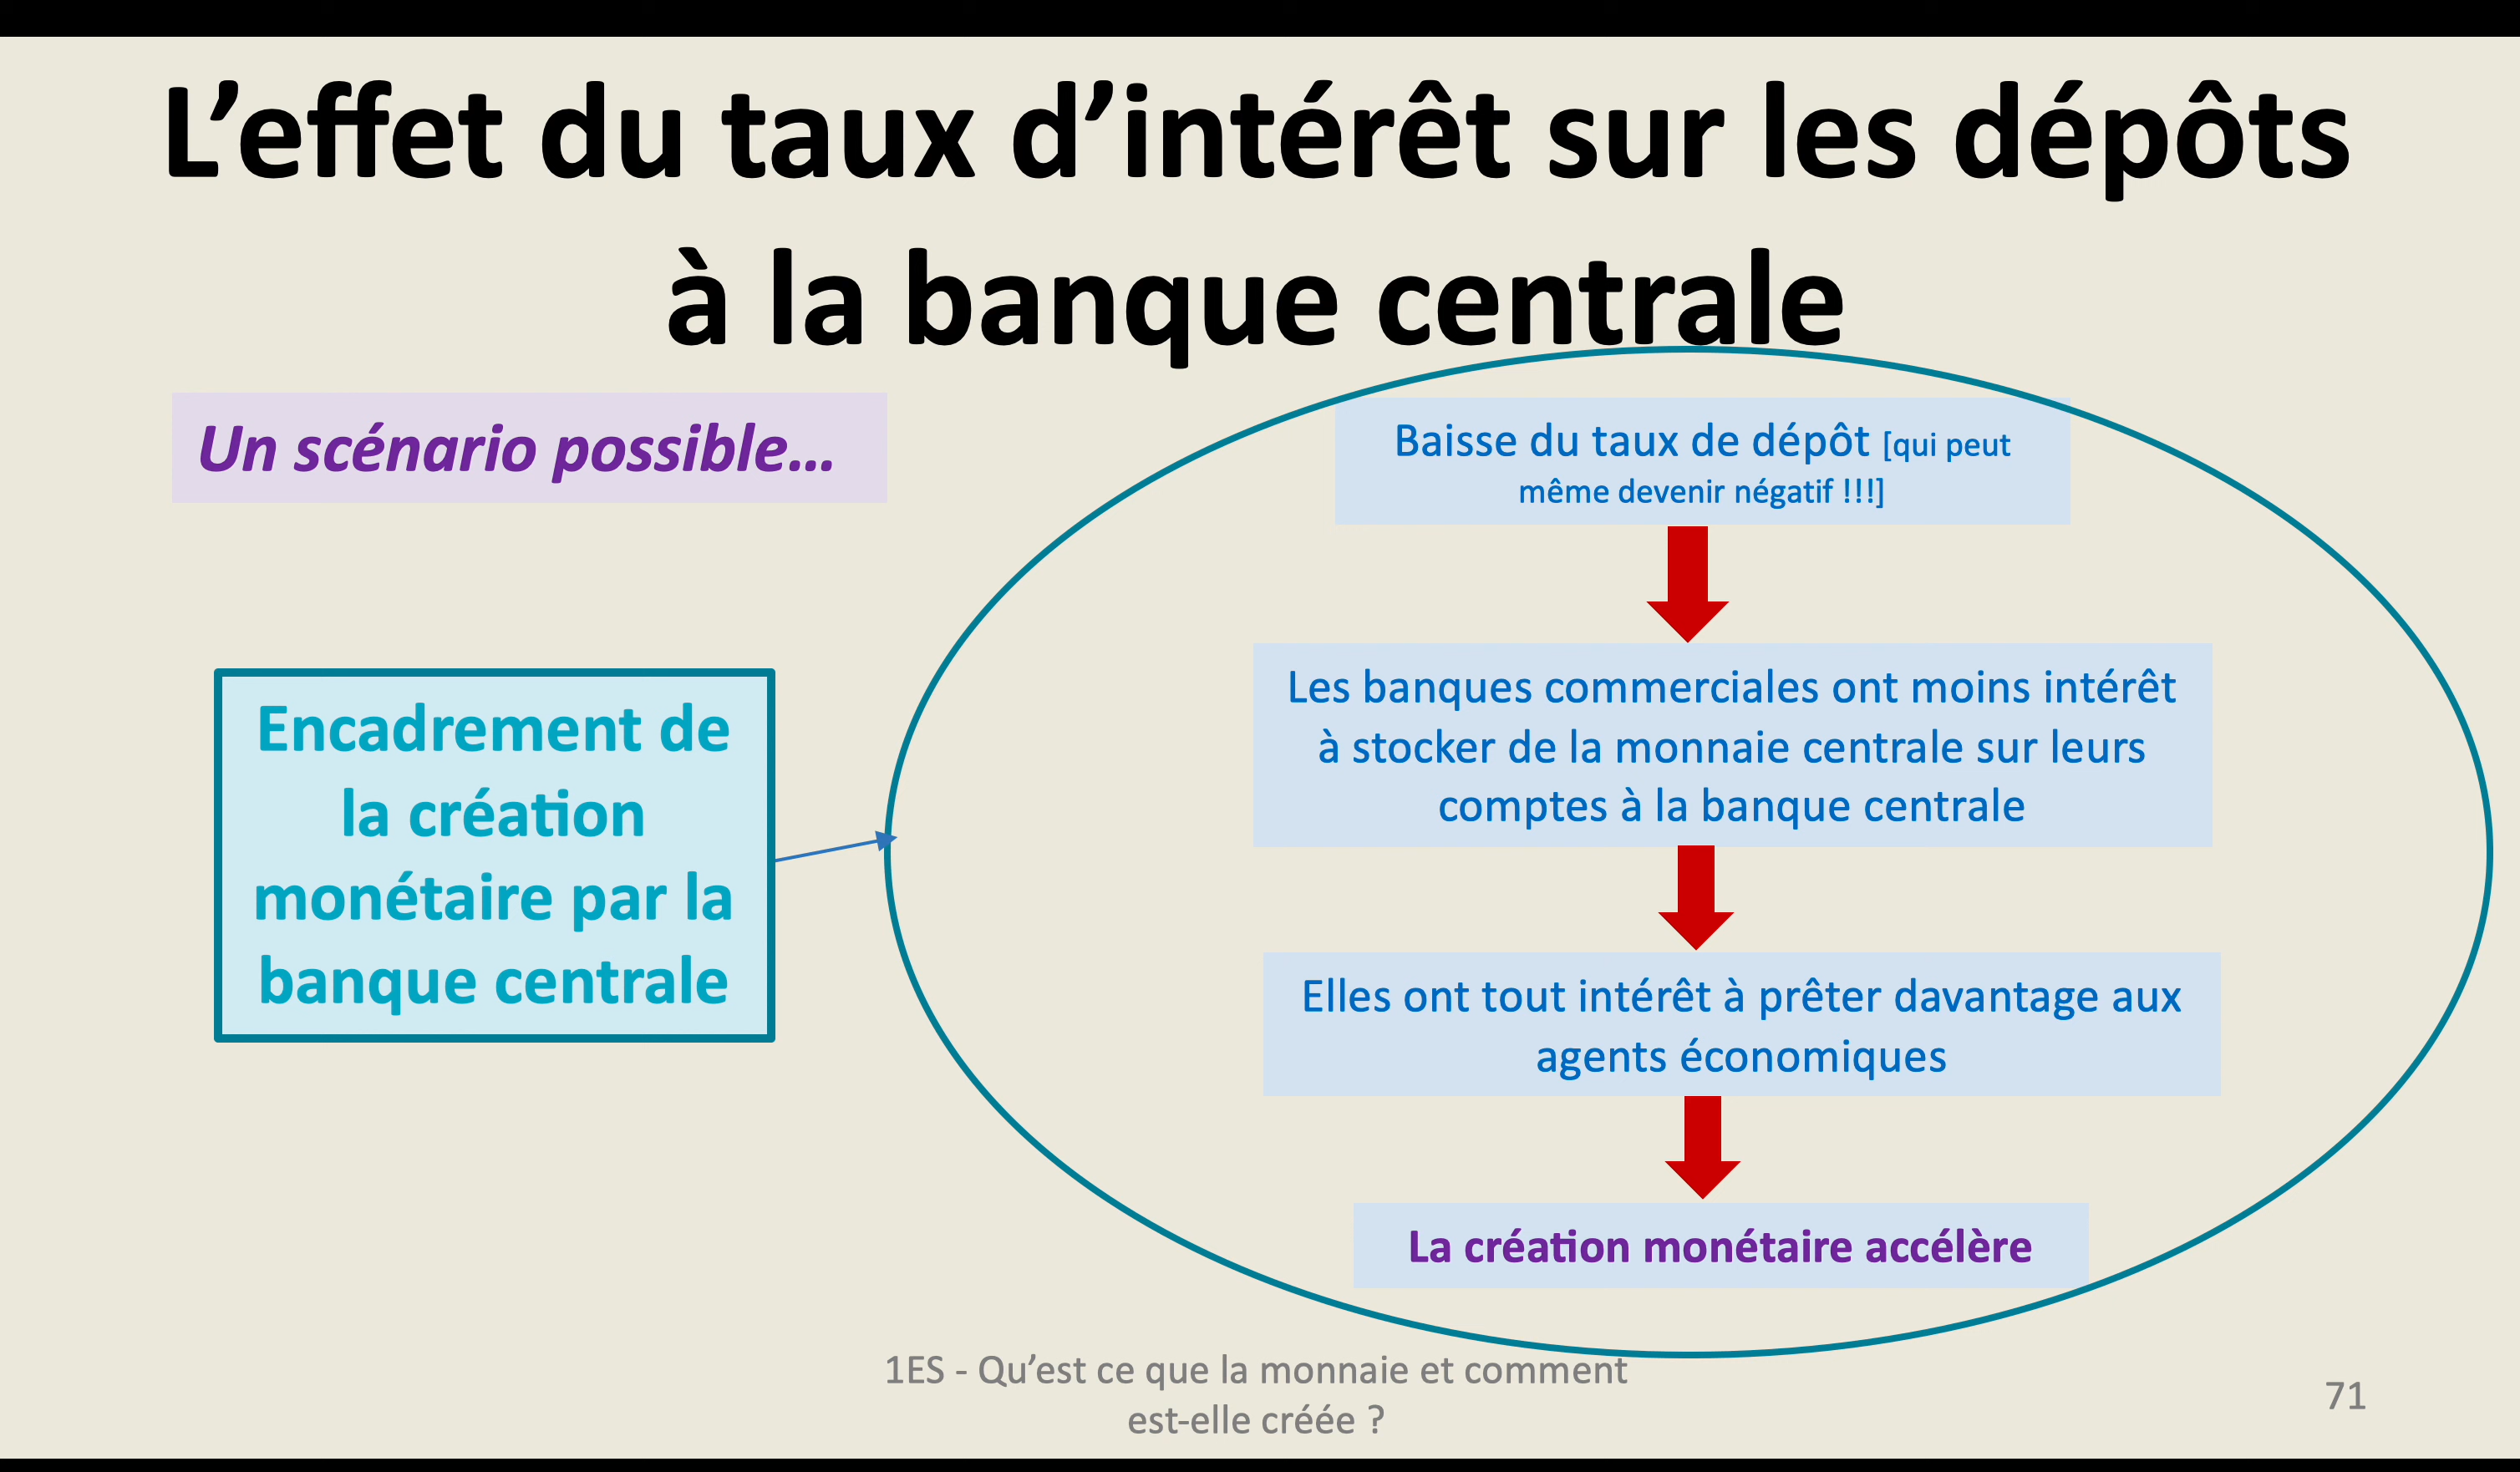 L’effet du taux d’intérêt sur les dépôts
à la banque centrale
Un scénario possible…
Baisse du taux de dépôt [qui peut
même devenir négatif !!!]
Les banques commerciales ont moins intérêt
à stocker de la monnaie centrale sur leurs
comptes à la banque centrale
Encadrement de
la création
monétaire par la
banque centrale
Elles ont tout intérêt à prêter davantage aux
agents économiques
La création monétaire accélère
1ES - Qu’est ce que la monnaie et comment
est-elle créée ?
71